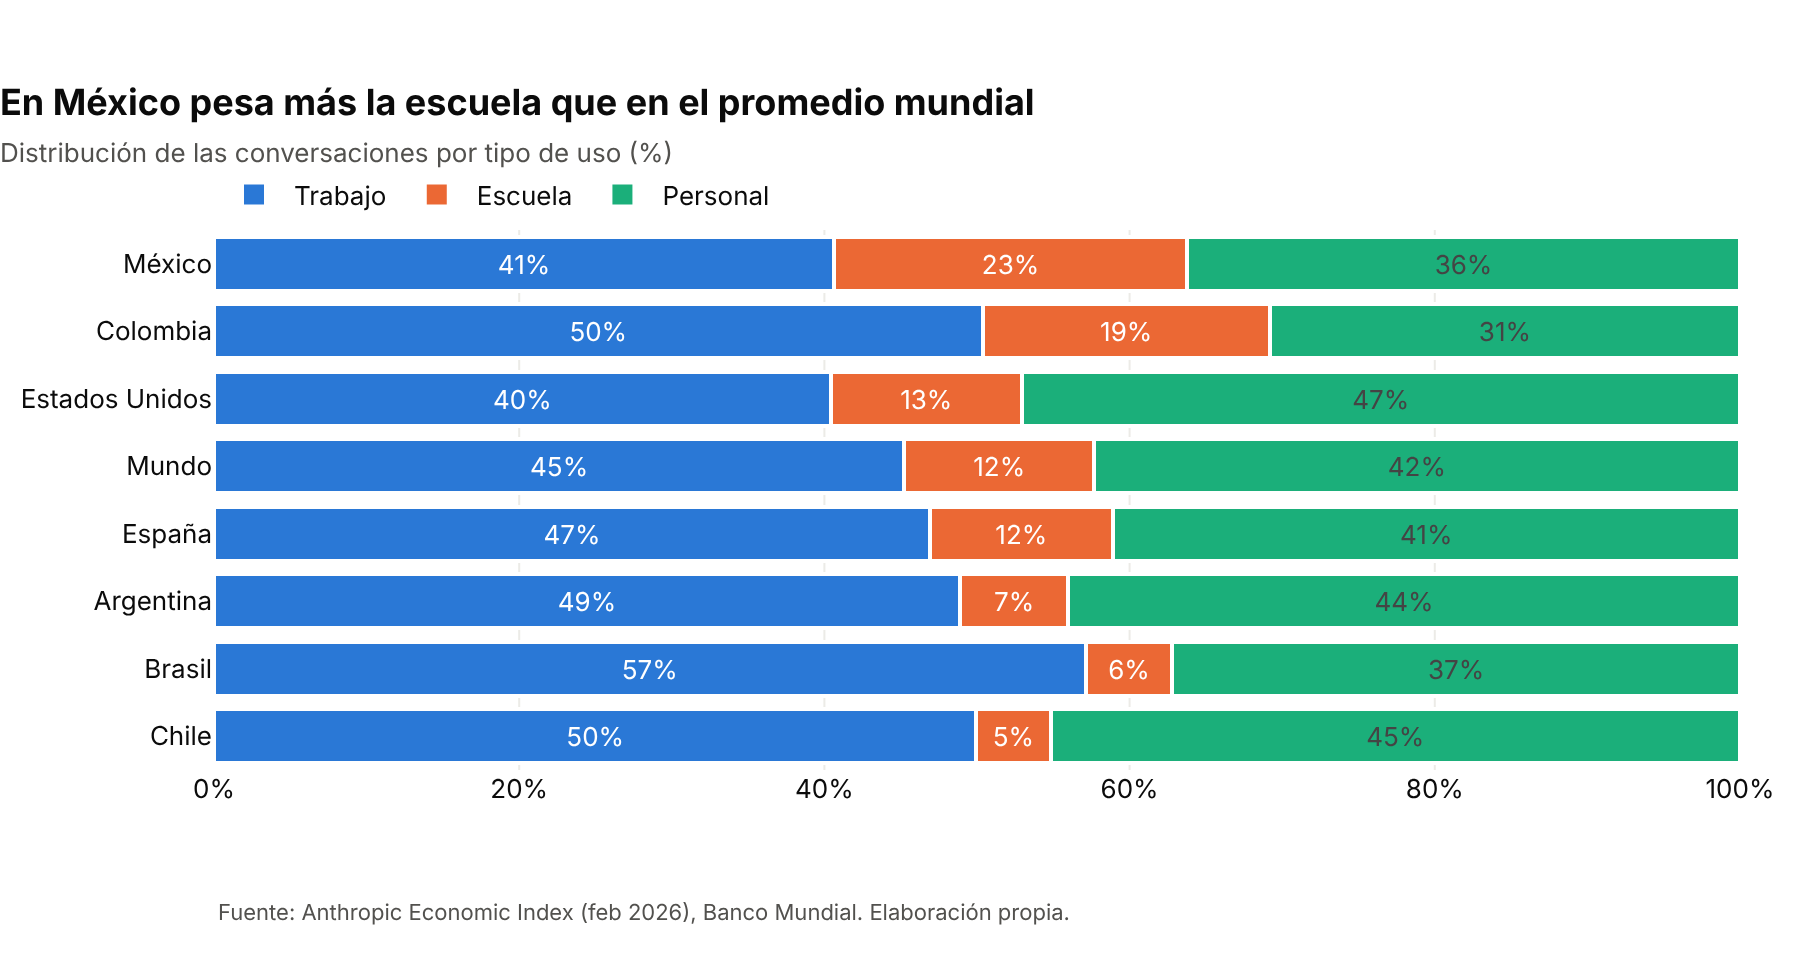 En México pesa más la escuela que en el promedio mundial
Distribución de las conversaciones por tipo de uso (%)
Trabajo Escuela Personal
México 41% 23% 36%
Colombia 50% 19% 31%
Estados Unidos 40% 13% 47%
Mundo 45% 12% 42%
España 47% 12% 41%
Argentina 49% 7% 44%
Brasil 57% 6% 37%
Chile 50% 5% 45%
0% 20% 40% 60% 80% 100%
Fuente: Anthropic Economic Index (feb 2026), Banco Mundial. Elaboración propia.